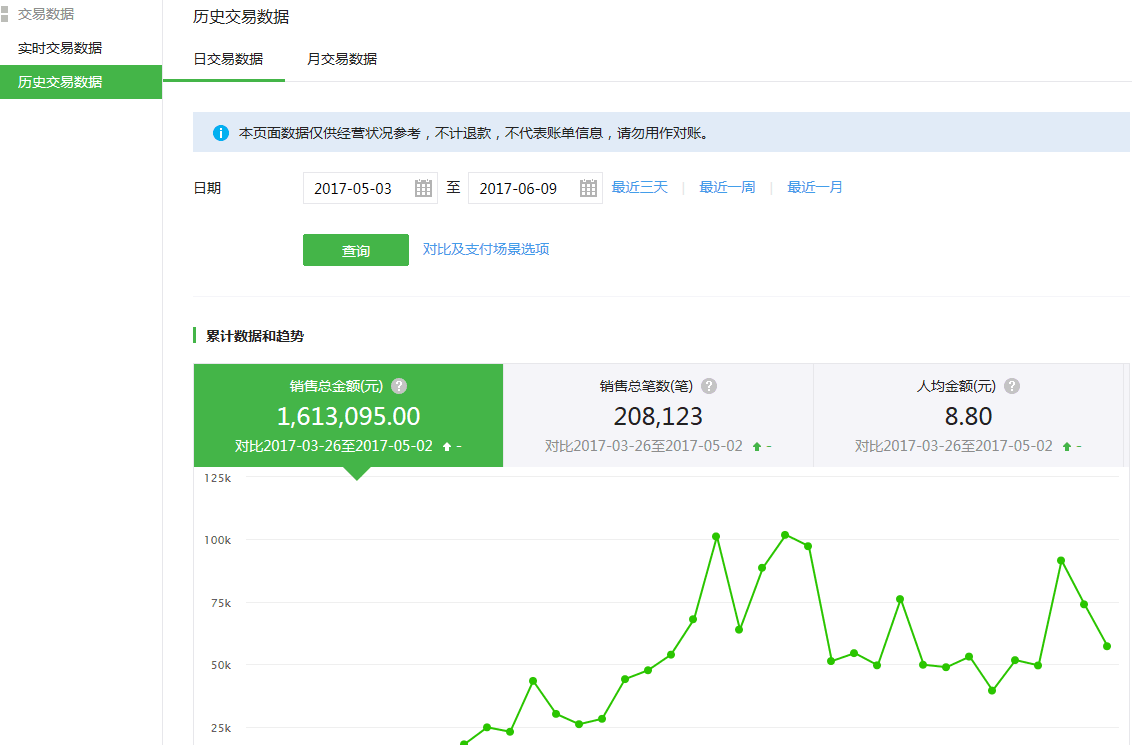 交易数据
实时交易数据
历史交易数据
历史交易数据
日交易数据 月交易数据
本页面数据仅供经营状况参考，不计退款，不代表账单信息，请勿用作对账。
日期 2017-05-03 至 2017-06-09 最近三天 | 最近一周 | 最近一月
查询 对比及支付场景选项
累计数据和趋势
销售总金额(元) ?
1,613,095.00
对比2017-03-26至2017-05-02 -
销售总笔数(笔) ?
208,123
对比2017-03-26至2017-05-02 -
人均金额(元) ?
8.80
对比2017-03-26至2017-05-02 -
125k
100k
75k
50k
25k